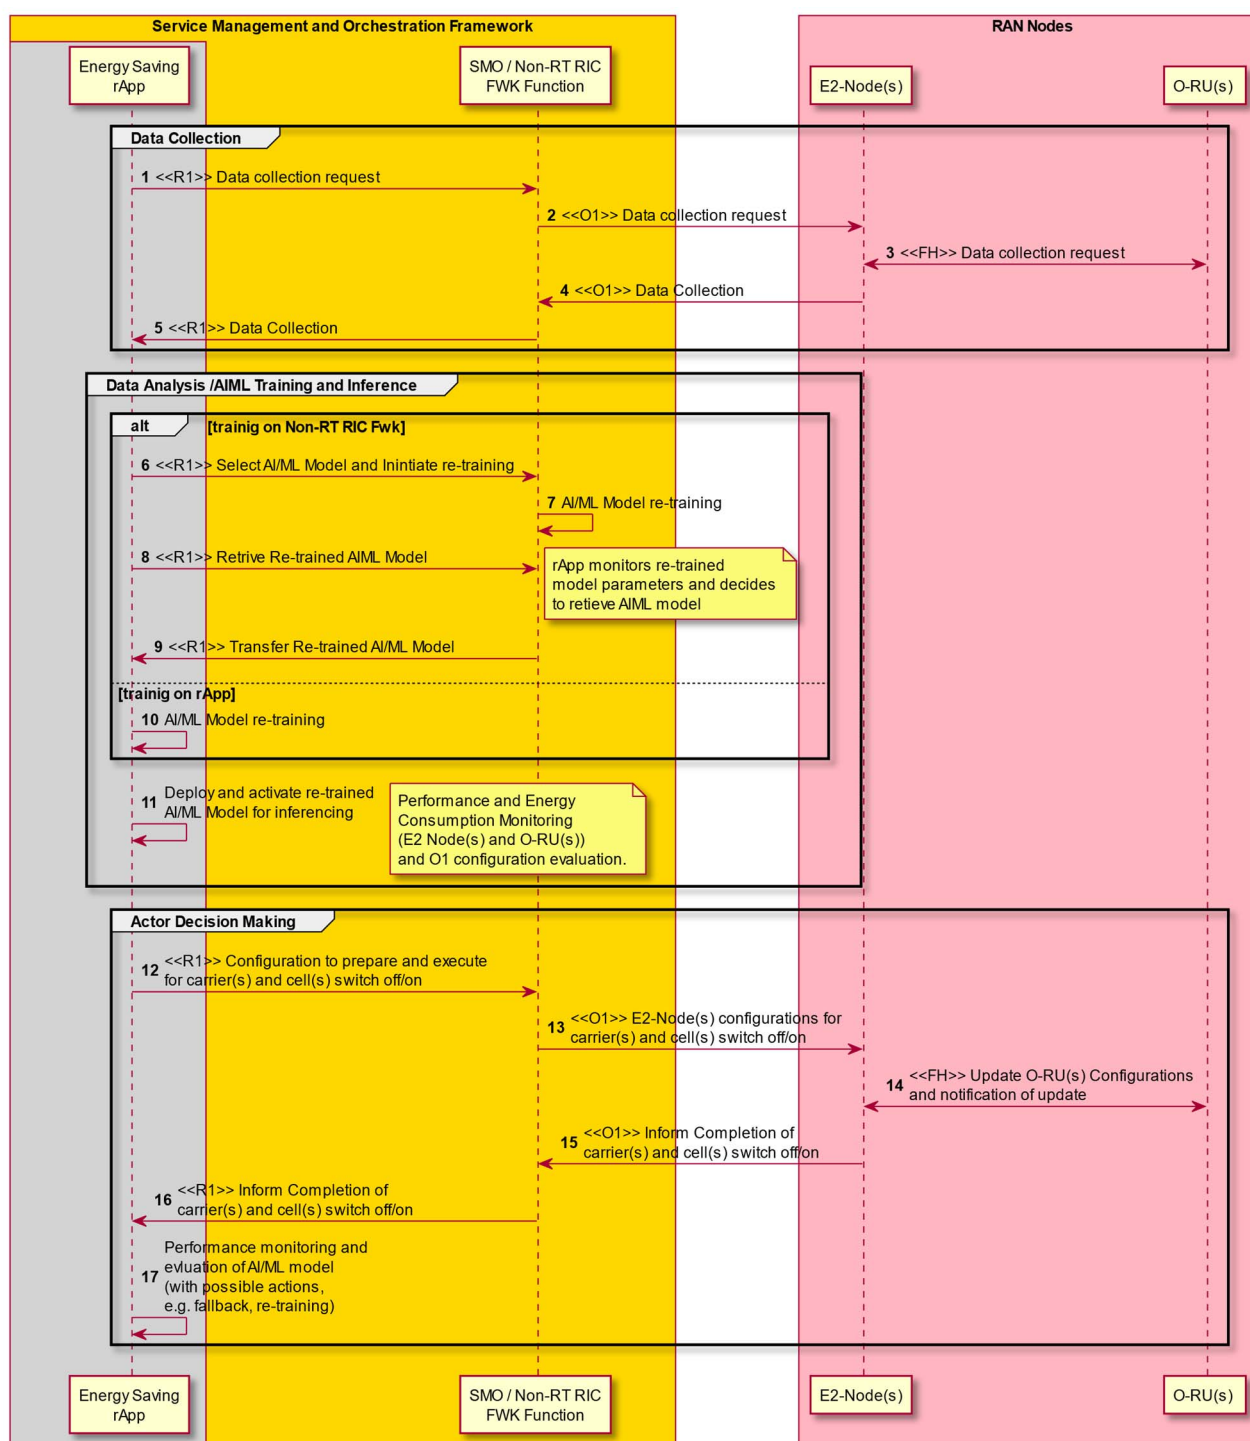 Service Management and Orchestration Framework
RAN Nodes
Energy Saving
rApp
SMO / Non-RT RIC
FWK Function
E2-Node(s)
O-RU(s)
Data Collection
1 <<R1>> Data collection request
2 <<O1>> Data collection request
3 <<FH>> Data collection request
4 <<O1>> Data Collection
5 <<R1>> Data Collection
Data Analysis /AIML Training and Inference
alt [trainig on Non-RT RIC Fwk]
6 <<R1>> Select AI/ML Model and Inintiate re-training
7 AI/ML Model re-training
8 <<R1>> Retrive Re-trained AIML Model
rApp monitors re-trained
model parameters and decides
to retieve AIML model
9 <<R1>> Transfer Re-trained AI/ML Model
[trainig on rApp]
10 AI/ML Model re-training
11 Deploy and activate re-trained
AI/ML Model for inferencing
Performance and Energy
Consumption Monitoring
(E2 Node(s) and O-RU(s))
and O1 configuration evaluation.
Actor Decision Making
12 <<R1>> Configuration to prepare and execute
for carrier(s) and cell(s) switch off/on
13 <<O1>> E2-Node(s) configurations for
carrier(s) and cell(s) switch off/on
14 <<FH>> Update O-RU(s) Configurations
and notification of update
15 <<O1>> Inform Completion of
carrier(s) and cell(s) switch off/on
16 <<R1>> Inform Completion of
carrier(s) and cell(s) switch off/on
17 Performance monitoring and
evluation of AI/ML model
(with possible actions,
e.g. fallback, re-training)
Energy Saving
rApp
SMO / Non-RT RIC
FWK Function
E2-Node(s)
O-RU(s)